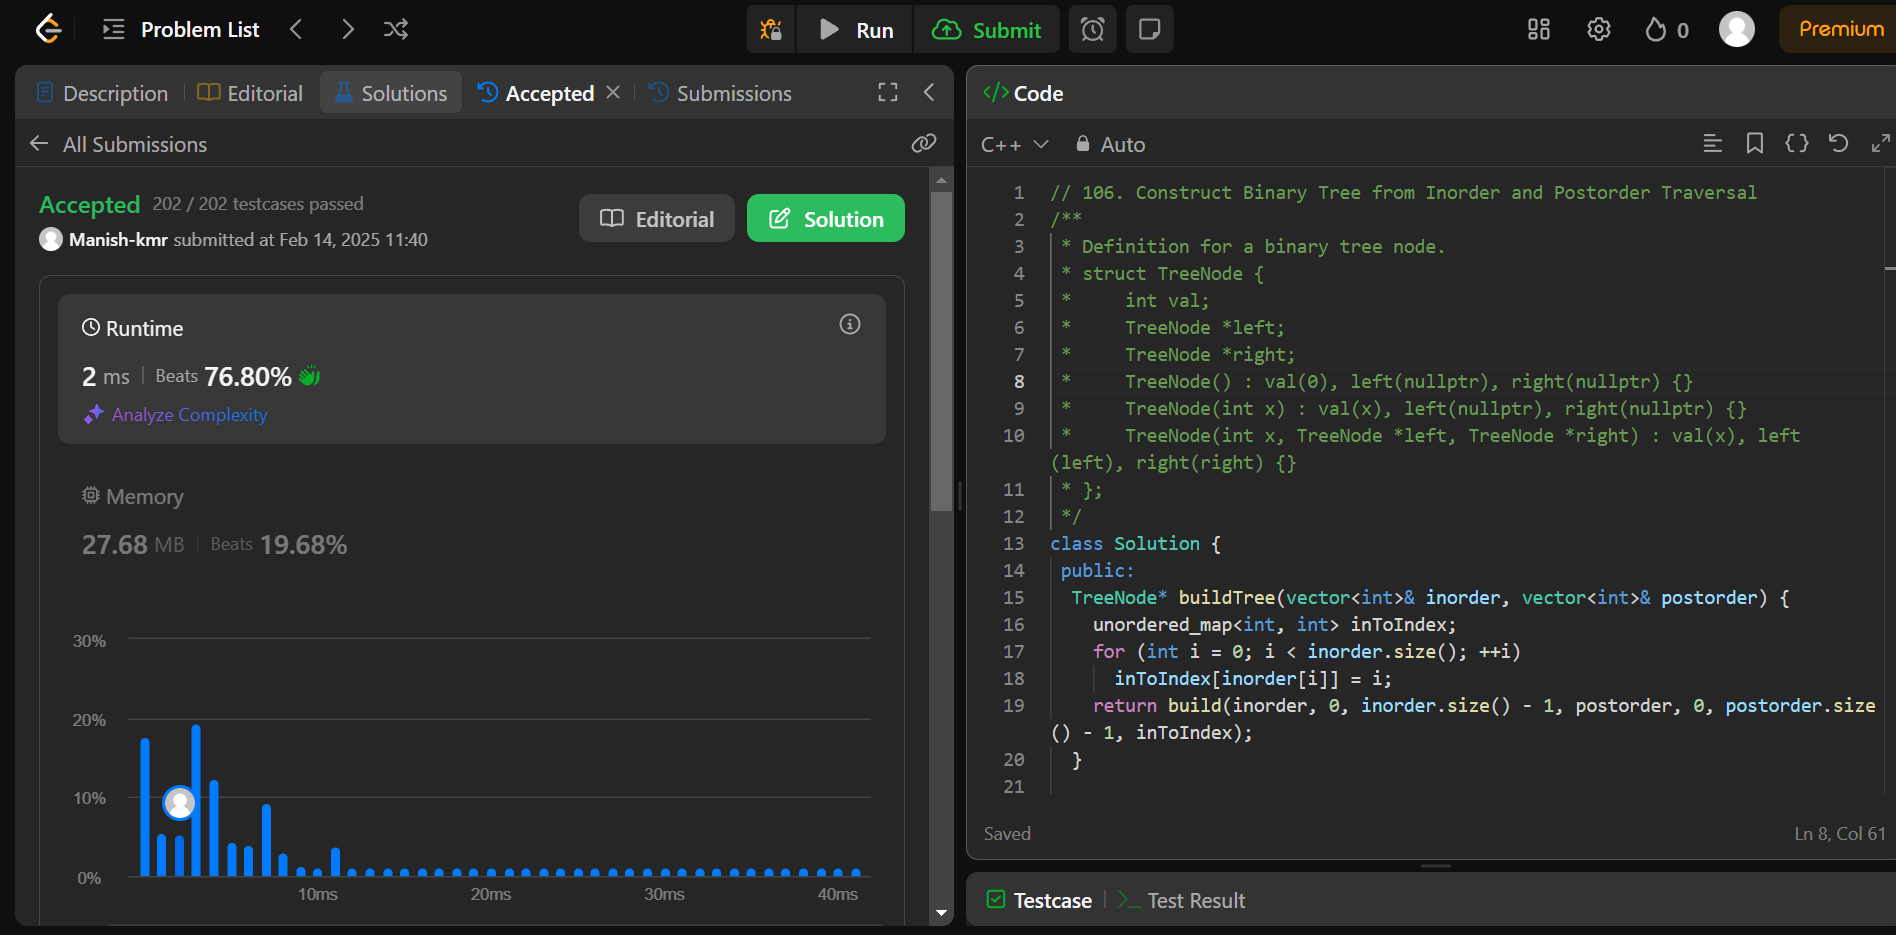 Problem List
Run
Submit
0
Premium
Description
Editorial
Solutions
Accepted
Submissions
All Submissions
Accepted 202 / 202 testcases passed
Manish-kmr submitted at Feb 14, 2025 11:40
Editorial
Solution
Runtime
2 ms | Beats 76.80%
Analyze Complexity
Memory
27.68 MB | Beats 19.68%
30%
20%
10%
0%
10ms
20ms
30ms
40ms
</> Code
C++
Auto
1 // 106. Construct Binary Tree from Inorder and Postorder Traversal
2 /**
3 * Definition for a binary tree node.
4 * struct TreeNode {
5 *     int val;
6 *     TreeNode *left;
7 *     TreeNode *right;
8 *     TreeNode() : val(0), left(nullptr), right(nullptr) {}
9 *     TreeNode(int x) : val(x), left(nullptr), right(nullptr) {}
10 *     TreeNode(int x, TreeNode *left, TreeNode *right) : val(x), left
(left), right(right) {}
11 * };
12 */
13 class Solution {
14 public:
15 TreeNode* buildTree(vector<int>& inorder, vector<int>& postorder) {
16 unordered_map<int, int> inToIndex;
17 for (int i = 0; i < inorder.size(); ++i)
18 inToIndex[inorder[i]] = i;
19 return build(inorder, 0, inorder.size() - 1, postorder, 0, postorder.size
() - 1, inToIndex);
20 }
21
Saved
Ln 8, Col 61
Testcase
Test Result